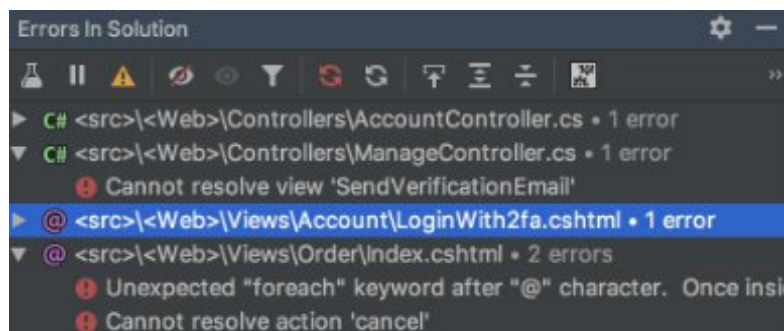 Errors In Solution
C# <src>\<Web>\Controllers\AccountController.cs • 1 error
C# <src>\<Web>\Controllers\ManageController.cs • 1 error
Cannot resolve view 'SendVerificationEmail'
@ <src>\<Web>\Views\Account\LoginWith2fa.cshtml • 1 error
@ <src>\<Web>\Views\Order\Index.cshtml • 2 errors
Unexpected "foreach" keyword after "@" character. Once insi
Cannot resolve action 'cancel'